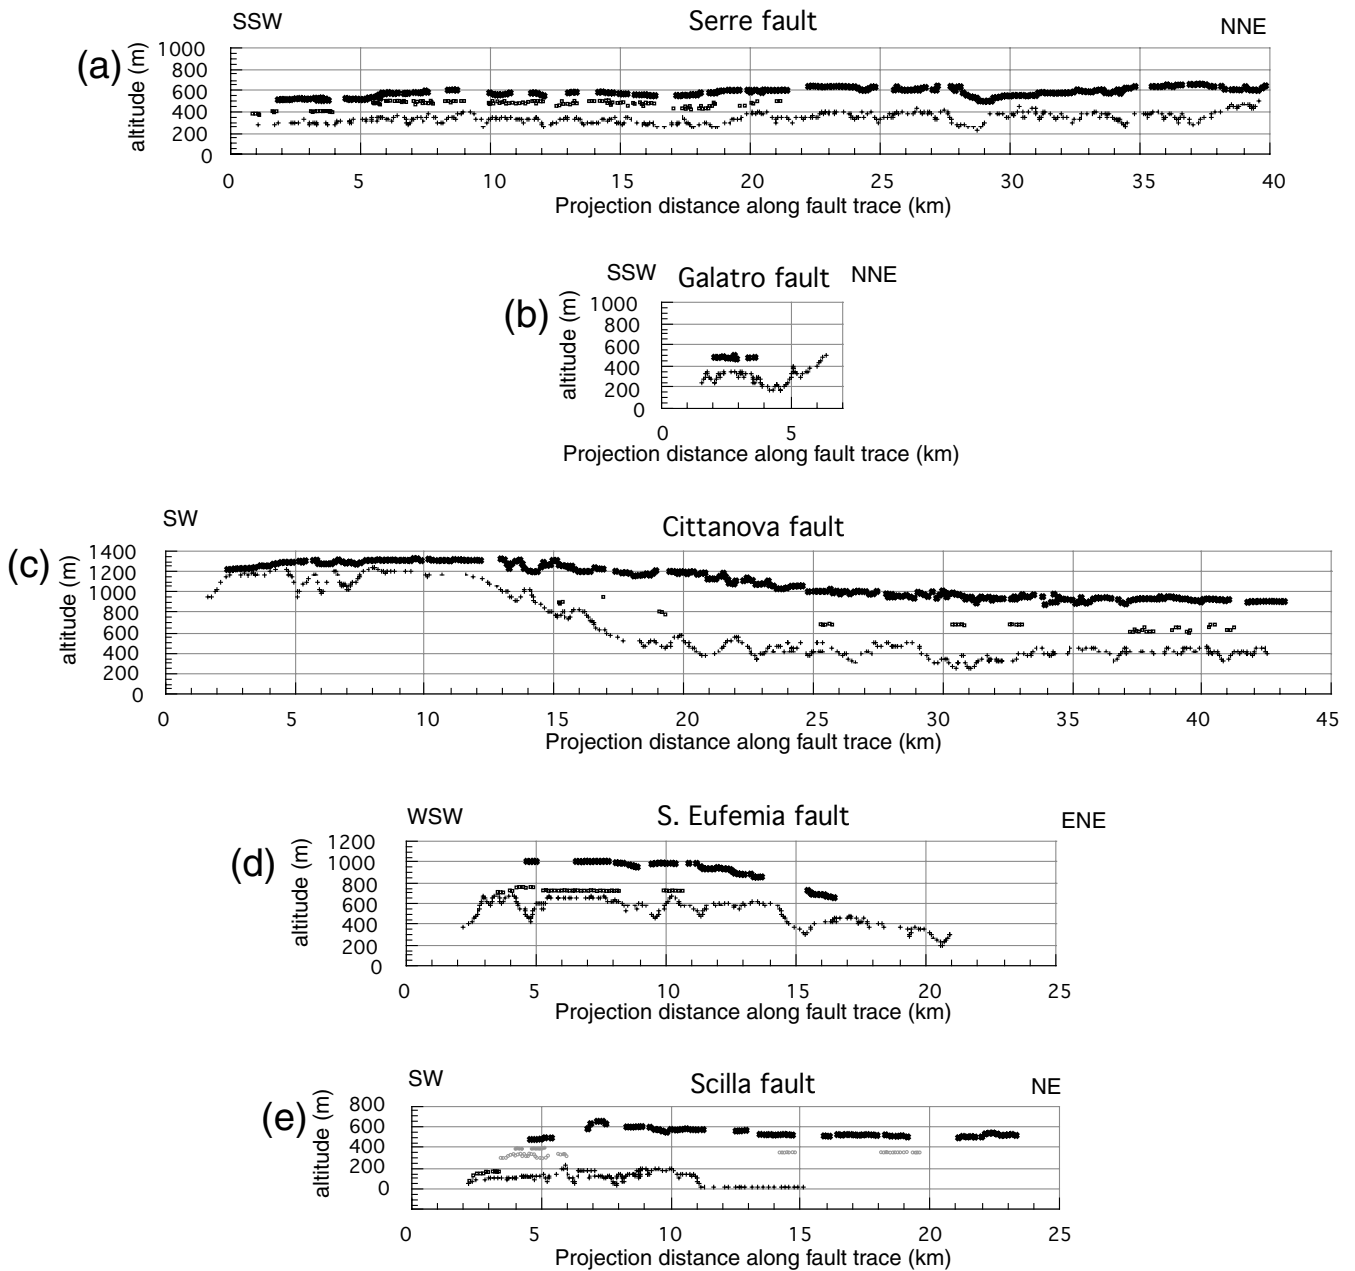 SSW Serre fault NNE
(a)
altitude (m)
1000
800
600
400
200
0
0 5 10 15 20 25 30 35 40
Projection distance along fault trace (km)
SSW Galatro fault NNE
(b)
altitude (m)
1000
800
600
400
200
0
0 5
Projection distance along fault trace (km)
SW
Cittanova fault
(c)
altitude (m)
1400
1200
1000
800
600
400
200
0
0 5 10 15 20 25 30 35 40 45
Projection distance along fault trace (km)
WSW S. Eufemia fault ENE
(d)
altitude (m)
1200
1000
800
600
400
200
0
0 5 10 15 20 25
Projection distance along fault trace (km)
SW Scilla fault NE
(e)
altitude (m)
800
600
400
200
0
0 5 10 15 20 25
Projection distance along fault trace (km)